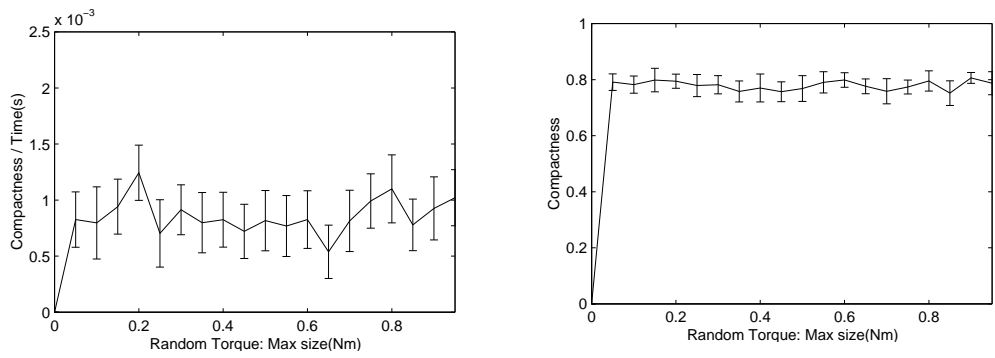 x 10⁻³
2.5
2
1.5
1
0.5
0
0 0.2 0.4 0.6 0.8
Compactness / Time(s)
Random Torque: Max size(Nm)
1
0.8
0.6
0.4
0.2
0
0 0.2 0.4 0.6 0.8
Compactness
Random Torque: Max size(Nm)